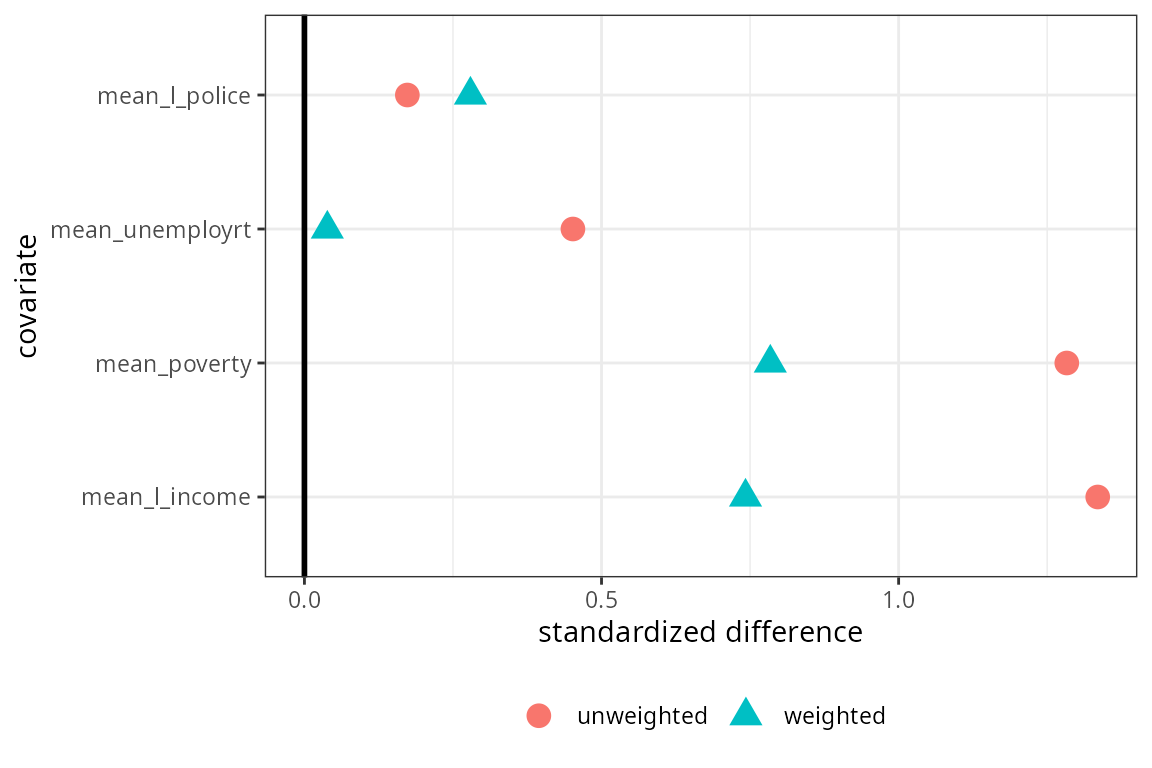 mean_l_police
mean_unemployrt
mean_poverty
mean_l_income
covariate
0.0 0.5 1.0
standardized difference
unweighted weighted